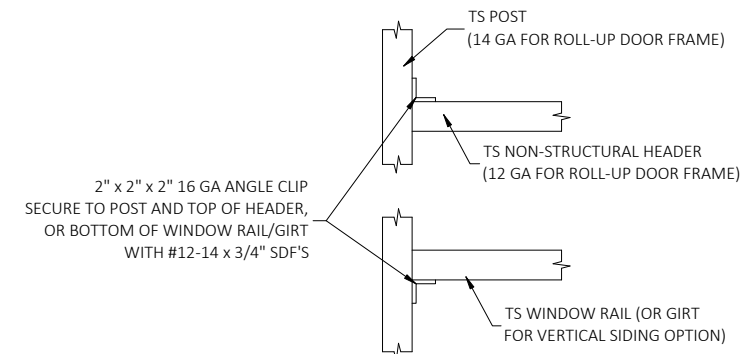 TS POST
(14 GA FOR ROLL-UP DOOR FRAME)
TS NON-STRUCTURAL HEADER
(12 GA FOR ROLL-UP DOOR FRAME)
2" x 2" x 2" 16 GA ANGLE CLIP
SECURE TO POST AND TOP OF HEADER,
OR BOTTOM OF WINDOW RAIL/GIRT
WITH #12-14 x 3/4" SDF'S
TS WINDOW RAIL (OR GIRT
FOR VERTICAL SIDING OPTION)